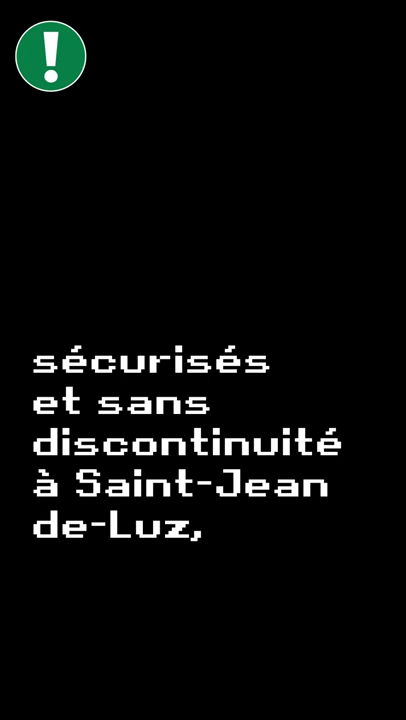 !
sécurisés
et sans
discontinuité
à Saint-Jean
de-Luz,